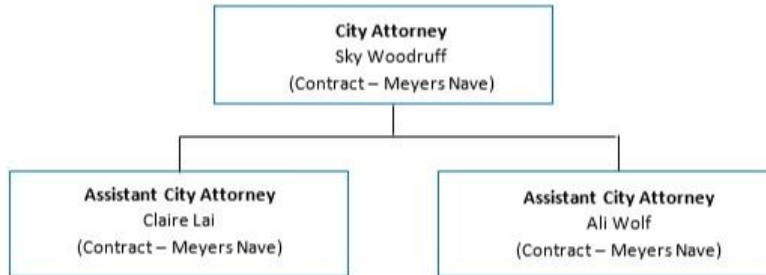 City Attorney
Sky Woodruff
(Contract – Meyers Nave)
Assistant City Attorney
Claire Lai
(Contract – Meyers Nave)
Assistant City Attorney
Ali Wolf
(Contract – Meyers Nave)